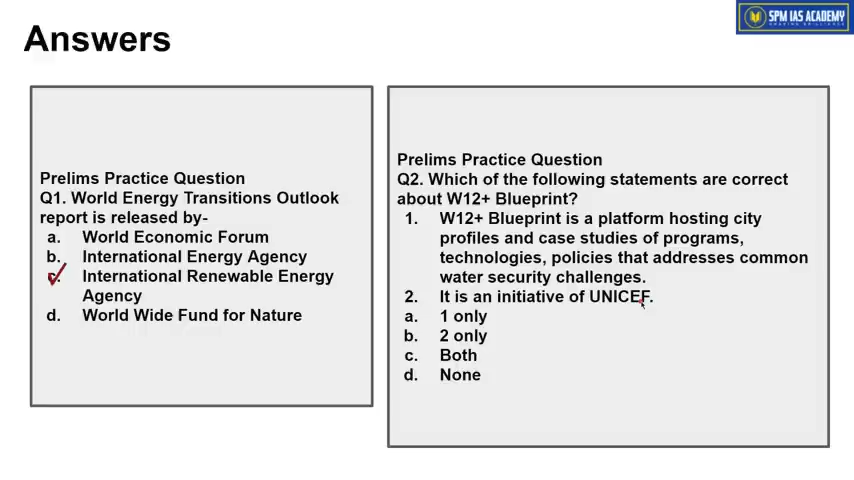 SPM IAS ACADEMY
Answers
Prelims Practice Question
Q1. World Energy Transitions Outlook
report is released by-
a. World Economic Forum
b. International Energy Agency
c. International Renewable Energy
Agency
d. World Wide Fund for Nature
Prelims Practice Question
Q2. Which of the following statements are correct
about W12+ Blueprint?
1. W12+ Blueprint is a platform hosting city
profiles and case studies of programs,
technologies, policies that addresses common
water security challenges.
2. It is an initiative of UNICEF.
a. 1 only
b. 2 only
c. Both
d. None